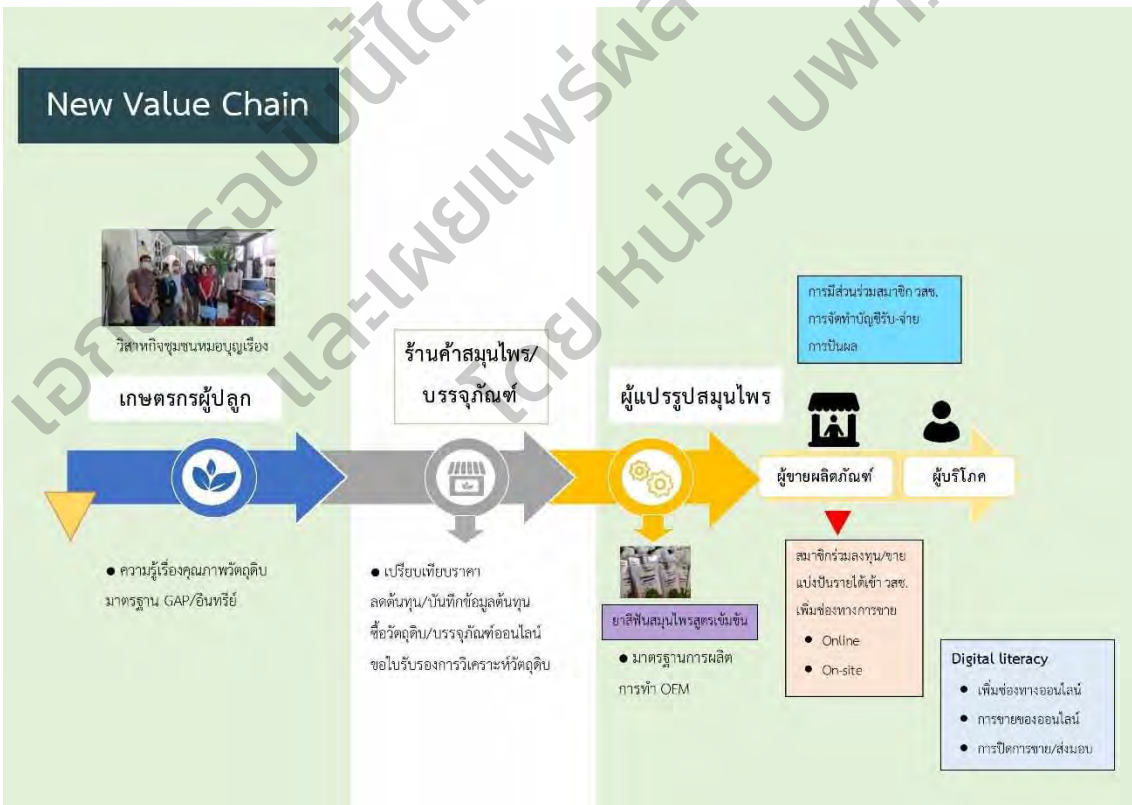 New Value Chain
วิสาหกิจชุมชนหมอบุญเรือง
เกษตรกรผู้ปลูก
● ความรู้เรื่องคุณภาพวัตถุดิบ
มาตรฐาน GAP/อินทรีย์
ร้านค้าสมุนไพร/
บรรจุภัณฑ์
● เปรียบเทียบราคา
ลดต้นทุน/บันทึกข้อมูลต้นทุน
ซื้อวัตถุดิบ/บรรจุภัณฑ์ออนไลน์
ขอใบรับรองการวิเคราะห์วัตถุดิบ
ผู้แปรรูปสมุนไพร
ยาสีฟันสมุนไพรสูตรเข้มข้น
● มาตรฐานการผลิต
การทำ OEM
การมีส่วนร่วมสมาชิก วสช.
การจัดทำบัญชีรับ-จ่าย
การปันผล
ผู้ขายผลิตภัณฑ์
ผู้บริโภค
สมาชิกร่วมลงทุน/ขาย
แบ่งปันรายได้เข้า วสช.
เพิ่มช่องทางการขาย
● Online
● On-site
Digital literacy
● เพิ่มช่องทางออนไลน์
● การขายของออนไลน์
● การปิดการขาย/ส่งมอบ
และเผยแพร่
โดย หน่วย บพท.